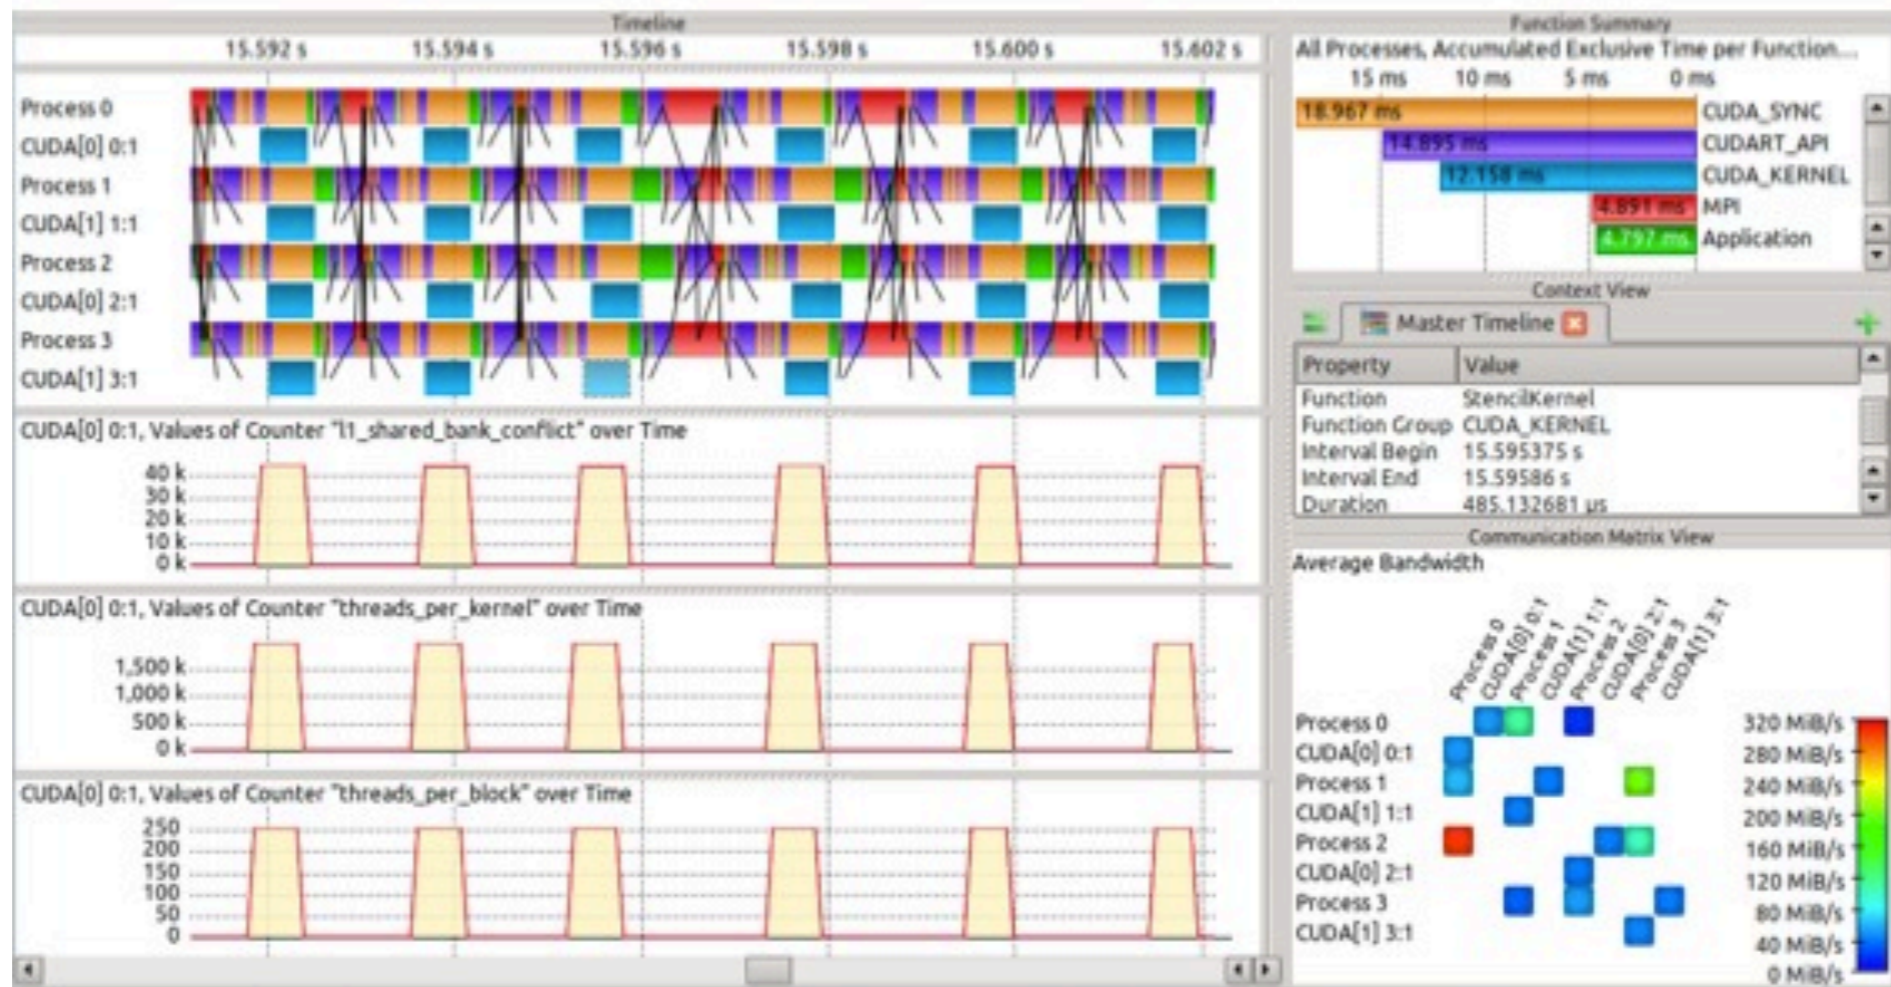 Timeline
15.592 s 15.594 s 15.596 s 15.598 s 15.600 s 15.602 s
Process 0
CUDA[0] 0:1
Process 1
CUDA[1] 1:1
Process 2
CUDA[0] 2:1
Process 3
CUDA[1] 3:1
CUDA[0] 0:1, Values of Counter "l1_shared_bank_conflict" over Time
40 k
30 k
20 k
10 k
0 k
CUDA[0] 0:1, Values of Counter "threads_per_kernel" over Time
1,500 k
1,000 k
500 k
0 k
CUDA[0] 0:1, Values of Counter "threads_per_block" over Time
250
200
150
100
50
0
Function Summary
All Processes, Accumulated Exclusive Time per Function...
15 ms 10 ms 5 ms 0 ms
18.967 ms CUDA_SYNC
14.895 ms CUDART_API
12.158 ms CUDA_KERNEL
4.891 ms MPI
4.797 ms Application
Context View
Master Timeline
Property Value
Function StencilKernel
Function Group CUDA_KERNEL
Interval Begin 15.595375 s
Interval End 15.59586 s
Duration 485.132681 µs
Communication Matrix View
Average Bandwidth
Process 0
CUDA[0] 0:1
Process 1
CUDA[1] 1:1
Process 2
CUDA[0] 2:1
Process 3
CUDA[1] 3:1
Process 0
CUDA[0] 0:1
Process 1
CUDA[1] 1:1
Process 2
CUDA[0] 2:1
Process 3
CUDA[1] 3:1
320 MiB/s
280 MiB/s
240 MiB/s
200 MiB/s
160 MiB/s
120 MiB/s
80 MiB/s
40 MiB/s
0 MiB/s